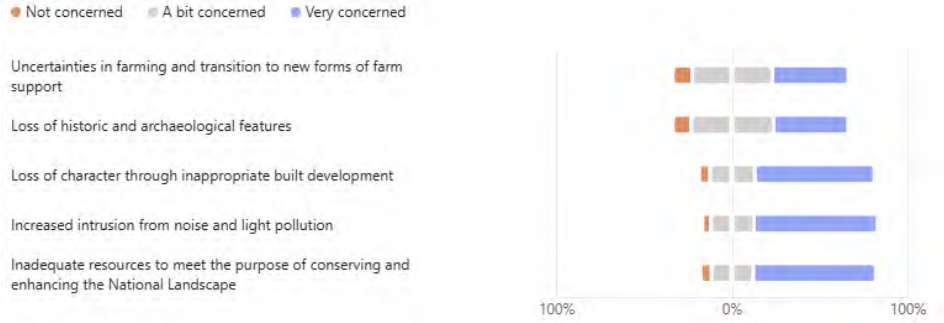 Not concerned A bit concerned Very concerned
Uncertainties in farming and transition to new forms of farm
support
Loss of historic and archaeological features
Loss of character through inappropriate built development
Increased intrusion from noise and light pollution
Inadequate resources to meet the purpose of conserving and
enhancing the National Landscape
100% 0% 100%